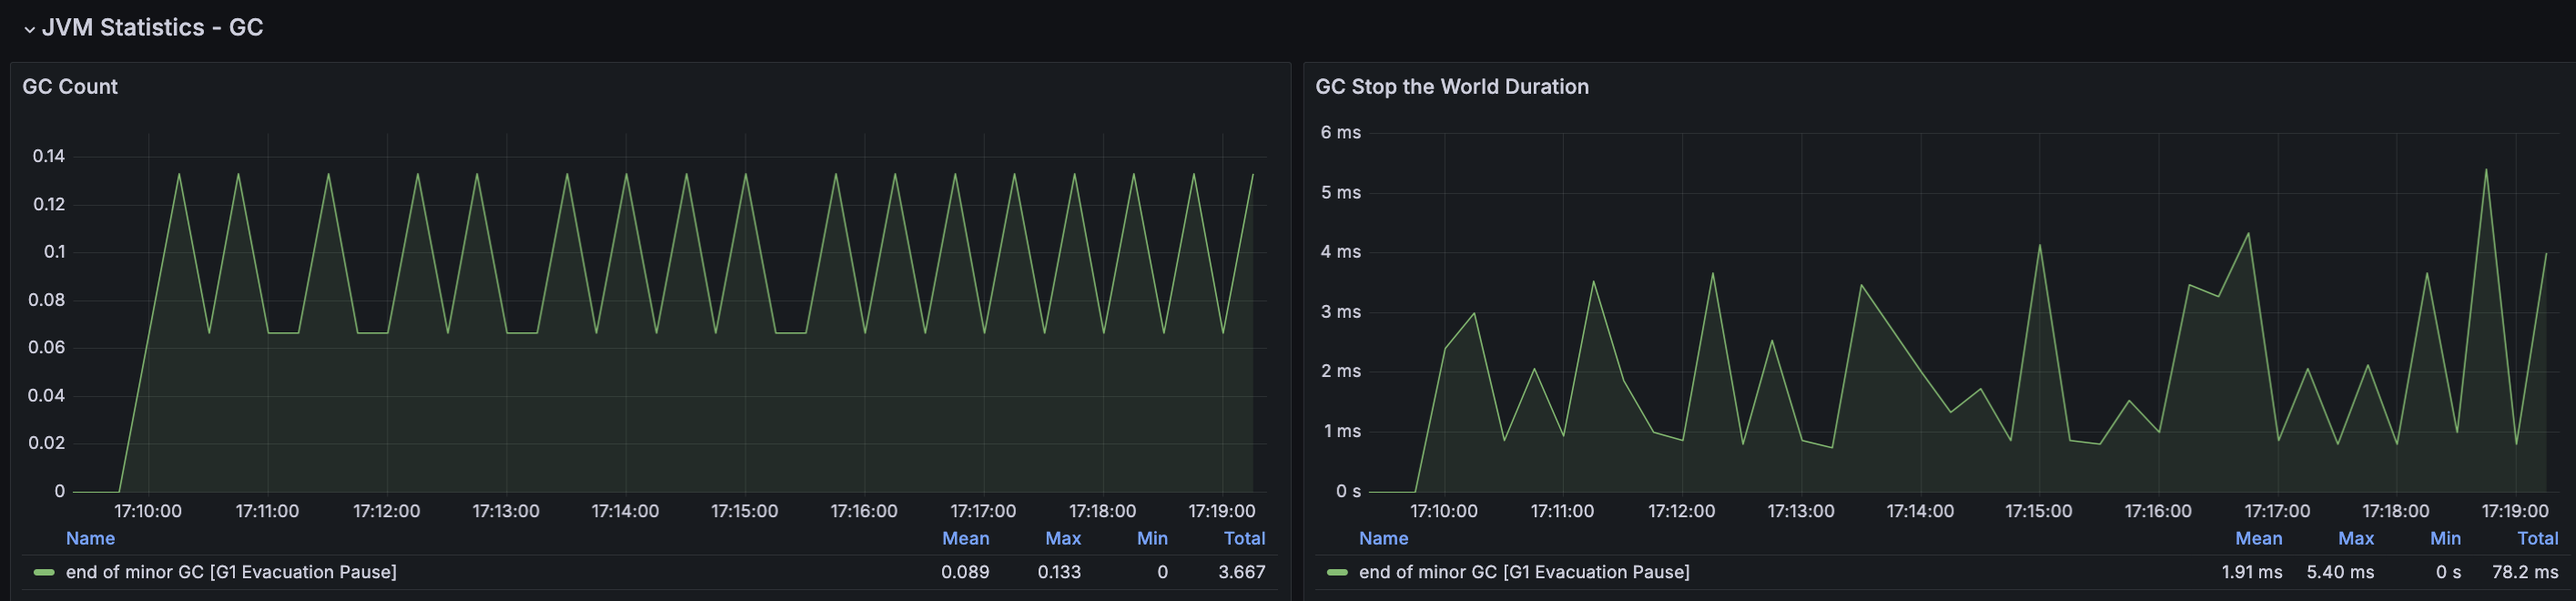 JVM Statistics - GC
GC Count
0.14
0.12
0.1
0.08
0.06
0.04
0.02
0
17:10:00 17:11:00 17:12:00 17:13:00 17:14:00 17:15:00 17:16:00 17:17:00 17:18:00 17:19:00
Name Mean Max Min Total
end of minor GC [G1 Evacuation Pause] 0.089 0.133 0 3.667
GC Stop the World Duration
6 ms
5 ms
4 ms
3 ms
2 ms
1 ms
0 s
17:10:00 17:11:00 17:12:00 17:13:00 17:14:00 17:15:00 17:16:00 17:17:00 17:18:00 17:19:00
Name Mean Max Min Total
end of minor GC [G1 Evacuation Pause] 1.91 ms 5.40 ms 0 s 78.2 ms